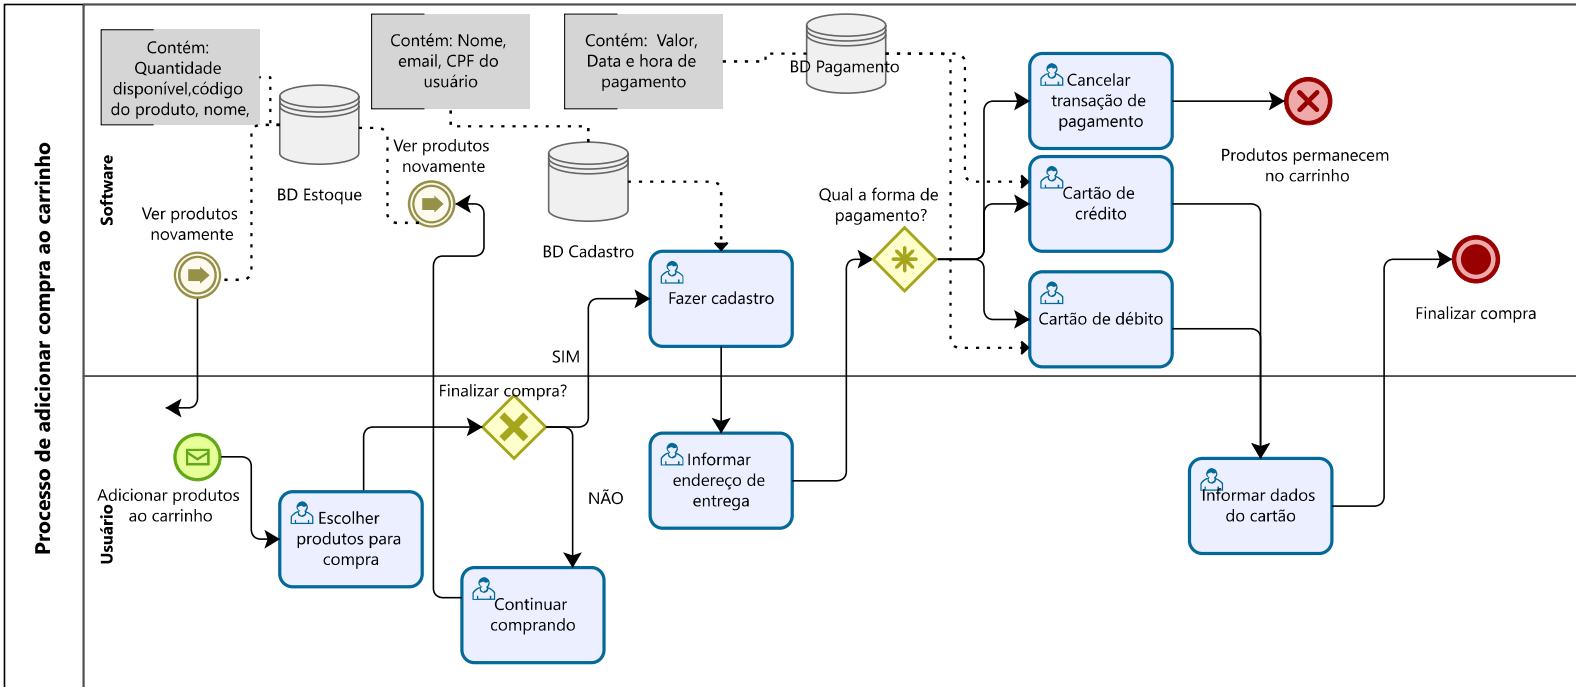 Processo de adicionar compra ao carrinho
Software
Contém:
Quantidade
disponível,código
do produto, nome,
BD Estoque
Contém: Nome,
email, CPF do
usuário
Ver produtos
novamente
Ver produtos
novamente
BD Cadastro
Contém:  Valor,
Data e hora de
pagamento
BD Pagamento
Fazer cadastro
SIM
Qual a forma de
pagamento?
Cancelar
transação de
pagamento
Cartão de
crédito
Cartão de débito
Produtos permanecem
no carrinho
Finalizar compra
Usuário
Adicionar produtos
ao carrinho
Escolher
produtos para
compra
Finalizar compra?
NÃO
Continuar
comprando
Informar
endereço de
entrega
Informar dados
do cartão